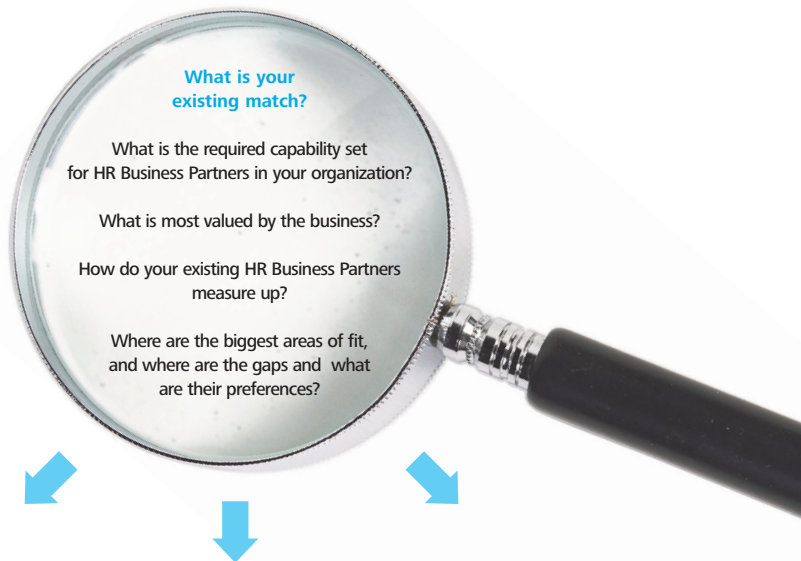 What is your
existing match?
What is the required capability set
for HR Business Partners in your organization?
What is most valued by the business?
How do your existing HR Business Partners
measure up?
Where are the biggest areas of fit,
and where are the gaps and  what
are their preferences?